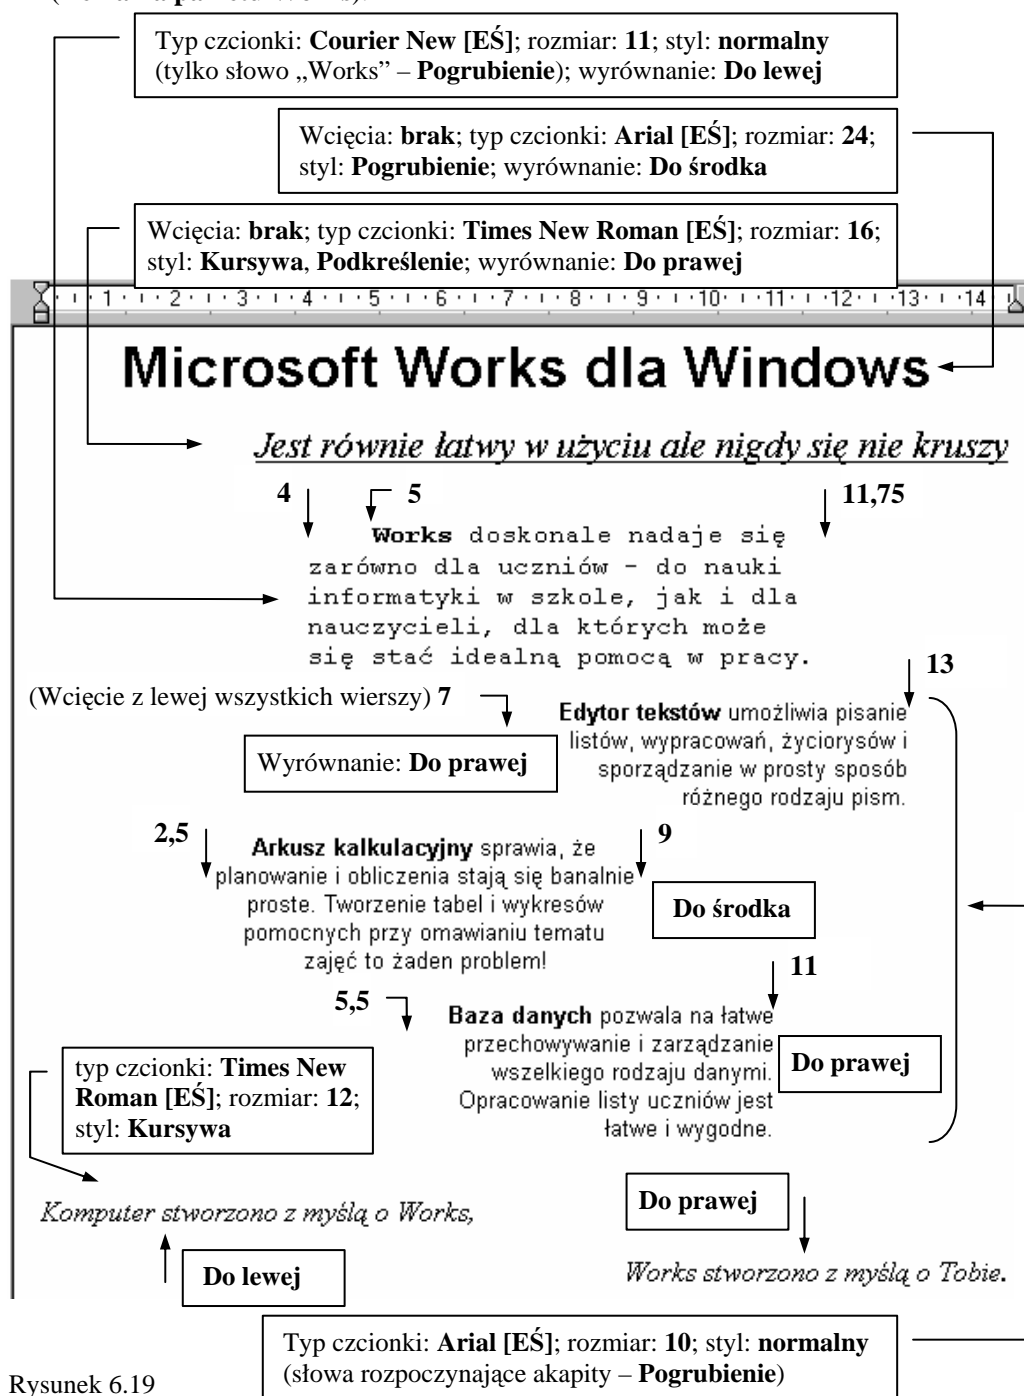 Typ czcionki: Courier New [EŚ]; rozmiar: 11; styl: normalny
(tylko słowo „Works” – Pogrubienie); wyrównanie: Do lewej
Wcięcia: brak; typ czcionki: Arial [EŚ]; rozmiar: 24;
styl: Pogrubienie; wyrównanie: Do środka
Wcięcia: brak; typ czcionki: Times New Roman [EŚ]; rozmiar: 16;
styl: Kursywa, Podkreślenie; wyrównanie: Do prawej
1 2 3 4 5 6 7 8 9 10 11 12 13 14
Microsoft Works dla Windows
Jest równie łatwy w użyciu ale nigdy się nie kruszy
4 5 11,75
Works doskonale nadaje się
zarówno dla uczniów – do nauki
informatyki w szkole, jak i dla
nauczycieli, dla których może
się stać idealną pomocą w pracy.
13
(Wcięcie z lewej wszystkich wierszy) 7
Edytor tekstów umożliwia pisanie
listów, wypracowań, życiorysów i
sporządzanie w prosty sposób
różnego rodzaju pism.
Wyrównanie: Do prawej
2,5 9
Arkusz kalkulacyjny sprawia, że
planowanie i obliczenia stają się banalnie
proste. Tworzenie tabel i wykresów
pomocnych przy omawianiu tematu
zajęć to żaden problem!
Do środka
11
5,5
Baza danych pozwala na łatwe
przechowywanie i zarządzanie
wszelkiego rodzaju danymi.
Opracowanie listy uczniów jest
łatwe i wygodne.
Do prawej
typ czcionki: Times New
Roman [EŚ]; rozmiar: 12;
styl: Kursywa
Komputer stworzono z myślą o Works,
Do prawej
Do lewej
Works stworzono z myślą o Tobie.
Typ czcionki: Arial [EŚ]; rozmiar: 10; styl: normalny
(słowa rozpoczynające akapity – Pogrubienie)
Rysunek 6.19